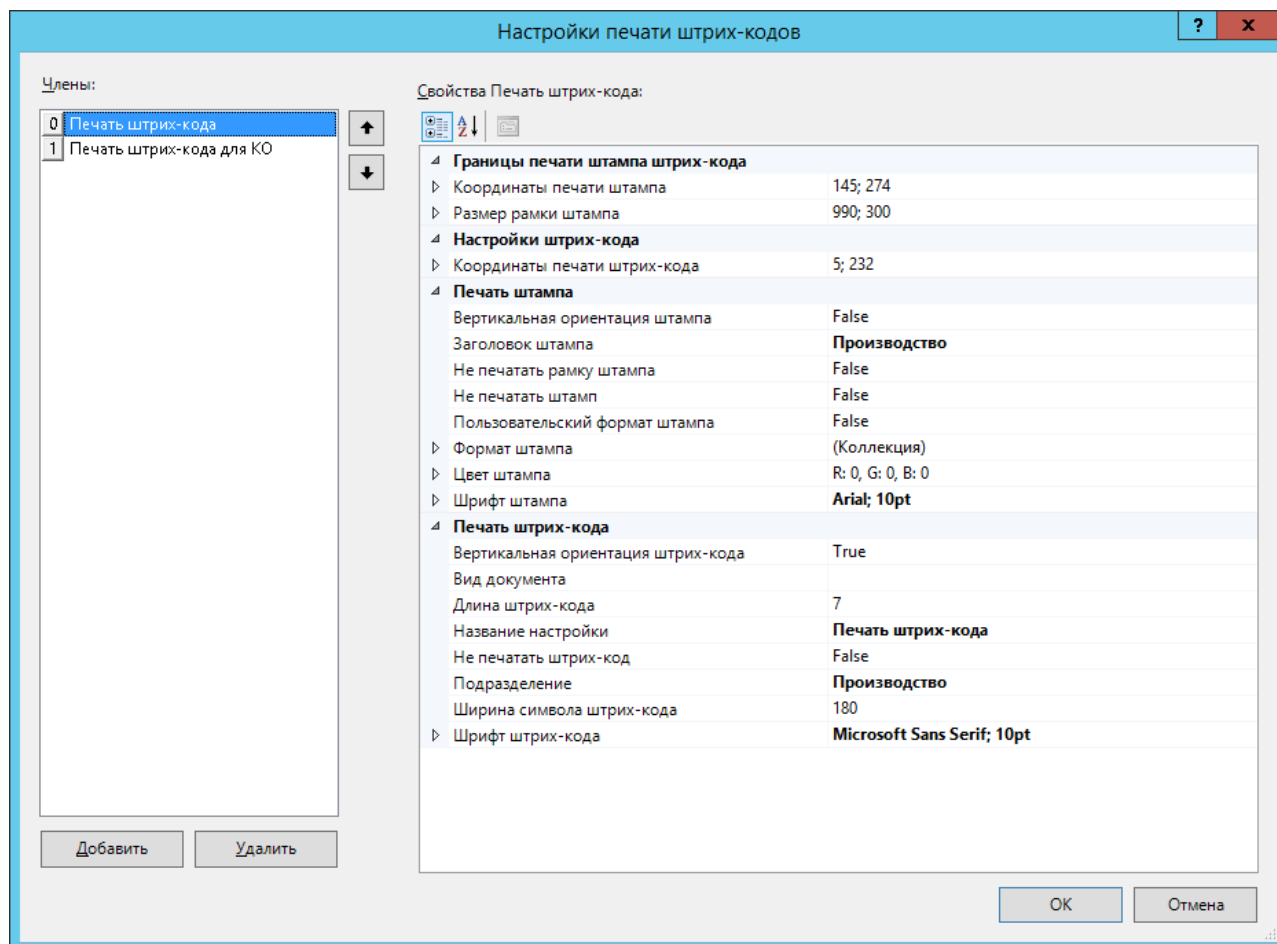 Настройки печати штрих-кодов
? x
Члены:
0 Печать штрих-кода
1 Печать штрих-кода для КО
Добавить Удалить
Свойства Печать штрих-кода:
A
Z
Границы печати штампа штрих-кода
Координаты печати штампа 145; 274
Размер рамки штампа 990; 300
Настройки штрих-кода
Координаты печати штрих-кода 5; 232
Печать штампа
Вертикальная ориентация штампа False
Заголовок штампа Производство
Не печатать рамку штампа False
Не печатать штамп False
Пользовательский формат штампа False
Формат штампа (Коллекция)
Цвет штампа R: 0, G: 0, B: 0
Шрифт штампа Arial; 10pt
Печать штрих-кода
Вертикальная ориентация штрих-кода True
Вид документа
Длина штрих-кода 7
Название настройки Печать штрих-кода
Не печатать штрих-код False
Подразделение Производство
Ширина символа штрих-кода 180
Шрифт штрих-кода Microsoft Sans Serif; 10pt
OK Отмена